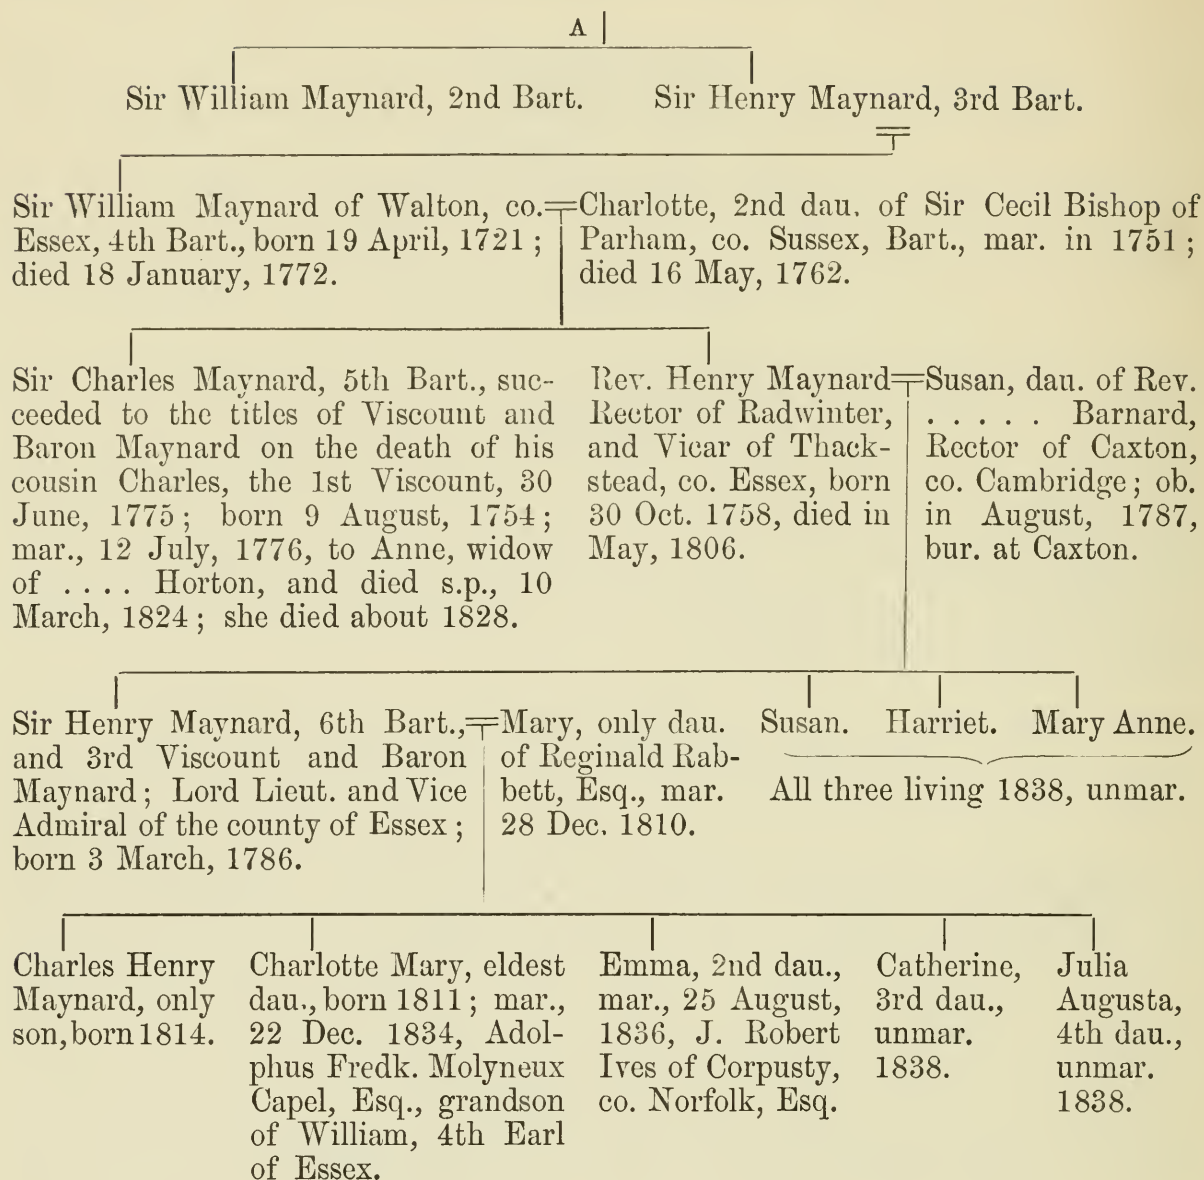 A
Sir William Maynard, 2nd Bart.
Sir Henry Maynard, 3rd Bart.
Sir William Maynard of Walton, co.
Essex, 4th Bart., born 19 April, 1721 ;
died 18 January, 1772.
Charlotte, 2nd dau. of Sir Cecil Bishop of
Parham, co. Sussex, Bart., mar. in 1751 ;
died 16 May, 1762.
Sir Charles Maynard, 5th Bart., suc-
ceeded to the titles of Viscount and
Baron Maynard on the death of his
cousin Charles, the 1st Viscount, 30
June, 1775 ; born 9 August, 1754 ;
mar., 12 July, 1776, to Anne, widow
of .... Horton, and died s.p., 10
March, 1824 ; she died about 1828.
Rev. Henry Maynard
Rector of Radwinter,
and Vicar of Thack-
stead, co. Essex, born
30 Oct. 1758, died in
May, 1806.
Susan, dau. of Rev.
. . . . . Barnard,
Rector of Caxton,
co. Cambridge ; ob.
in August, 1787,
bur. at Caxton.
Sir Henry Maynard, 6th Bart.,
and 3rd Viscount and Baron
Maynard ; Lord Lieut. and Vice
Admiral of the county of Essex ;
born 3 March, 1786.
Mary, only dau.
of Reginald Rab-
bett, Esq., mar.
28 Dec. 1810.
Susan. Harriet. Mary Anne.
All three living 1838, unmar.
Charles Henry
Maynard, only
son, born 1814.
Charlotte Mary, eldest
dau., born 1811 ; mar.,
22 Dec. 1834, Adol-
phus Fredk. Molyneux
Capel, Esq., grandson
of William, 4th Earl
of Essex.
Emma, 2nd dau.,
mar., 25 August,
1836, J. Robert
Ives of Corpusty,
co. Norfolk, Esq.
Catherine,
3rd dau.,
unmar.
1838.
Julia
Augusta,
4th dau.,
unmar.
1838.